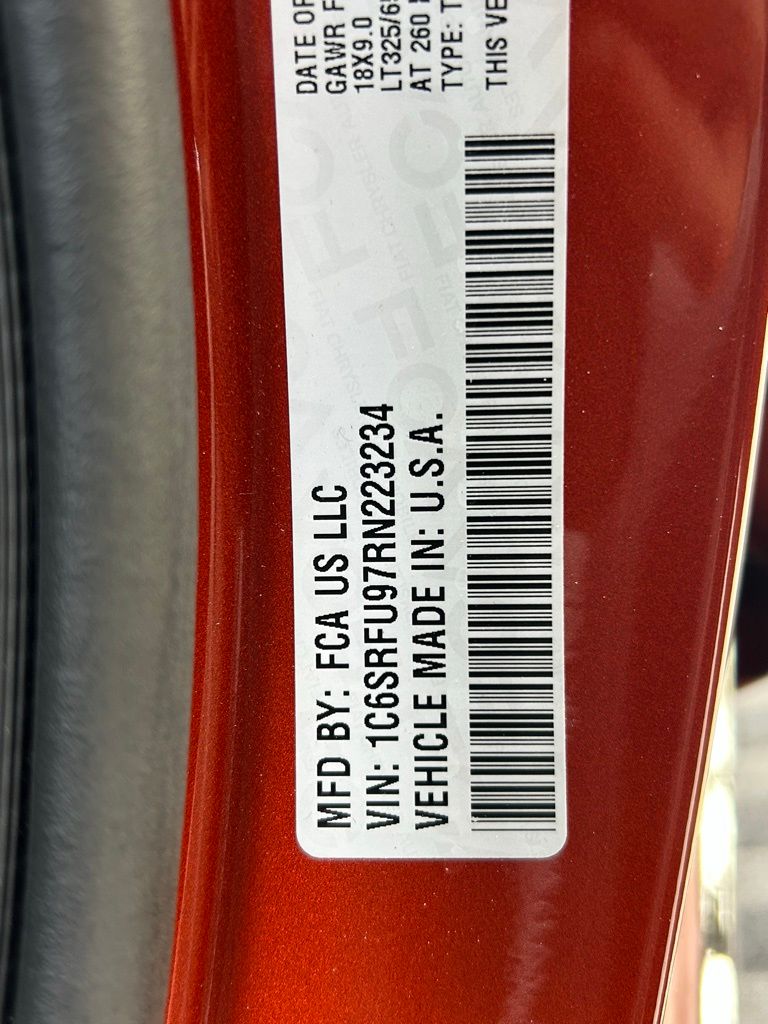 MFD BY: FCA US LLC
VIN: 1C6SRFU97RN223234
VEHICLE MADE IN: U.S.A.
DATE OF
GAWR F
18X9.0
LT325/65
AT 260
TYPE: T
THIS VE